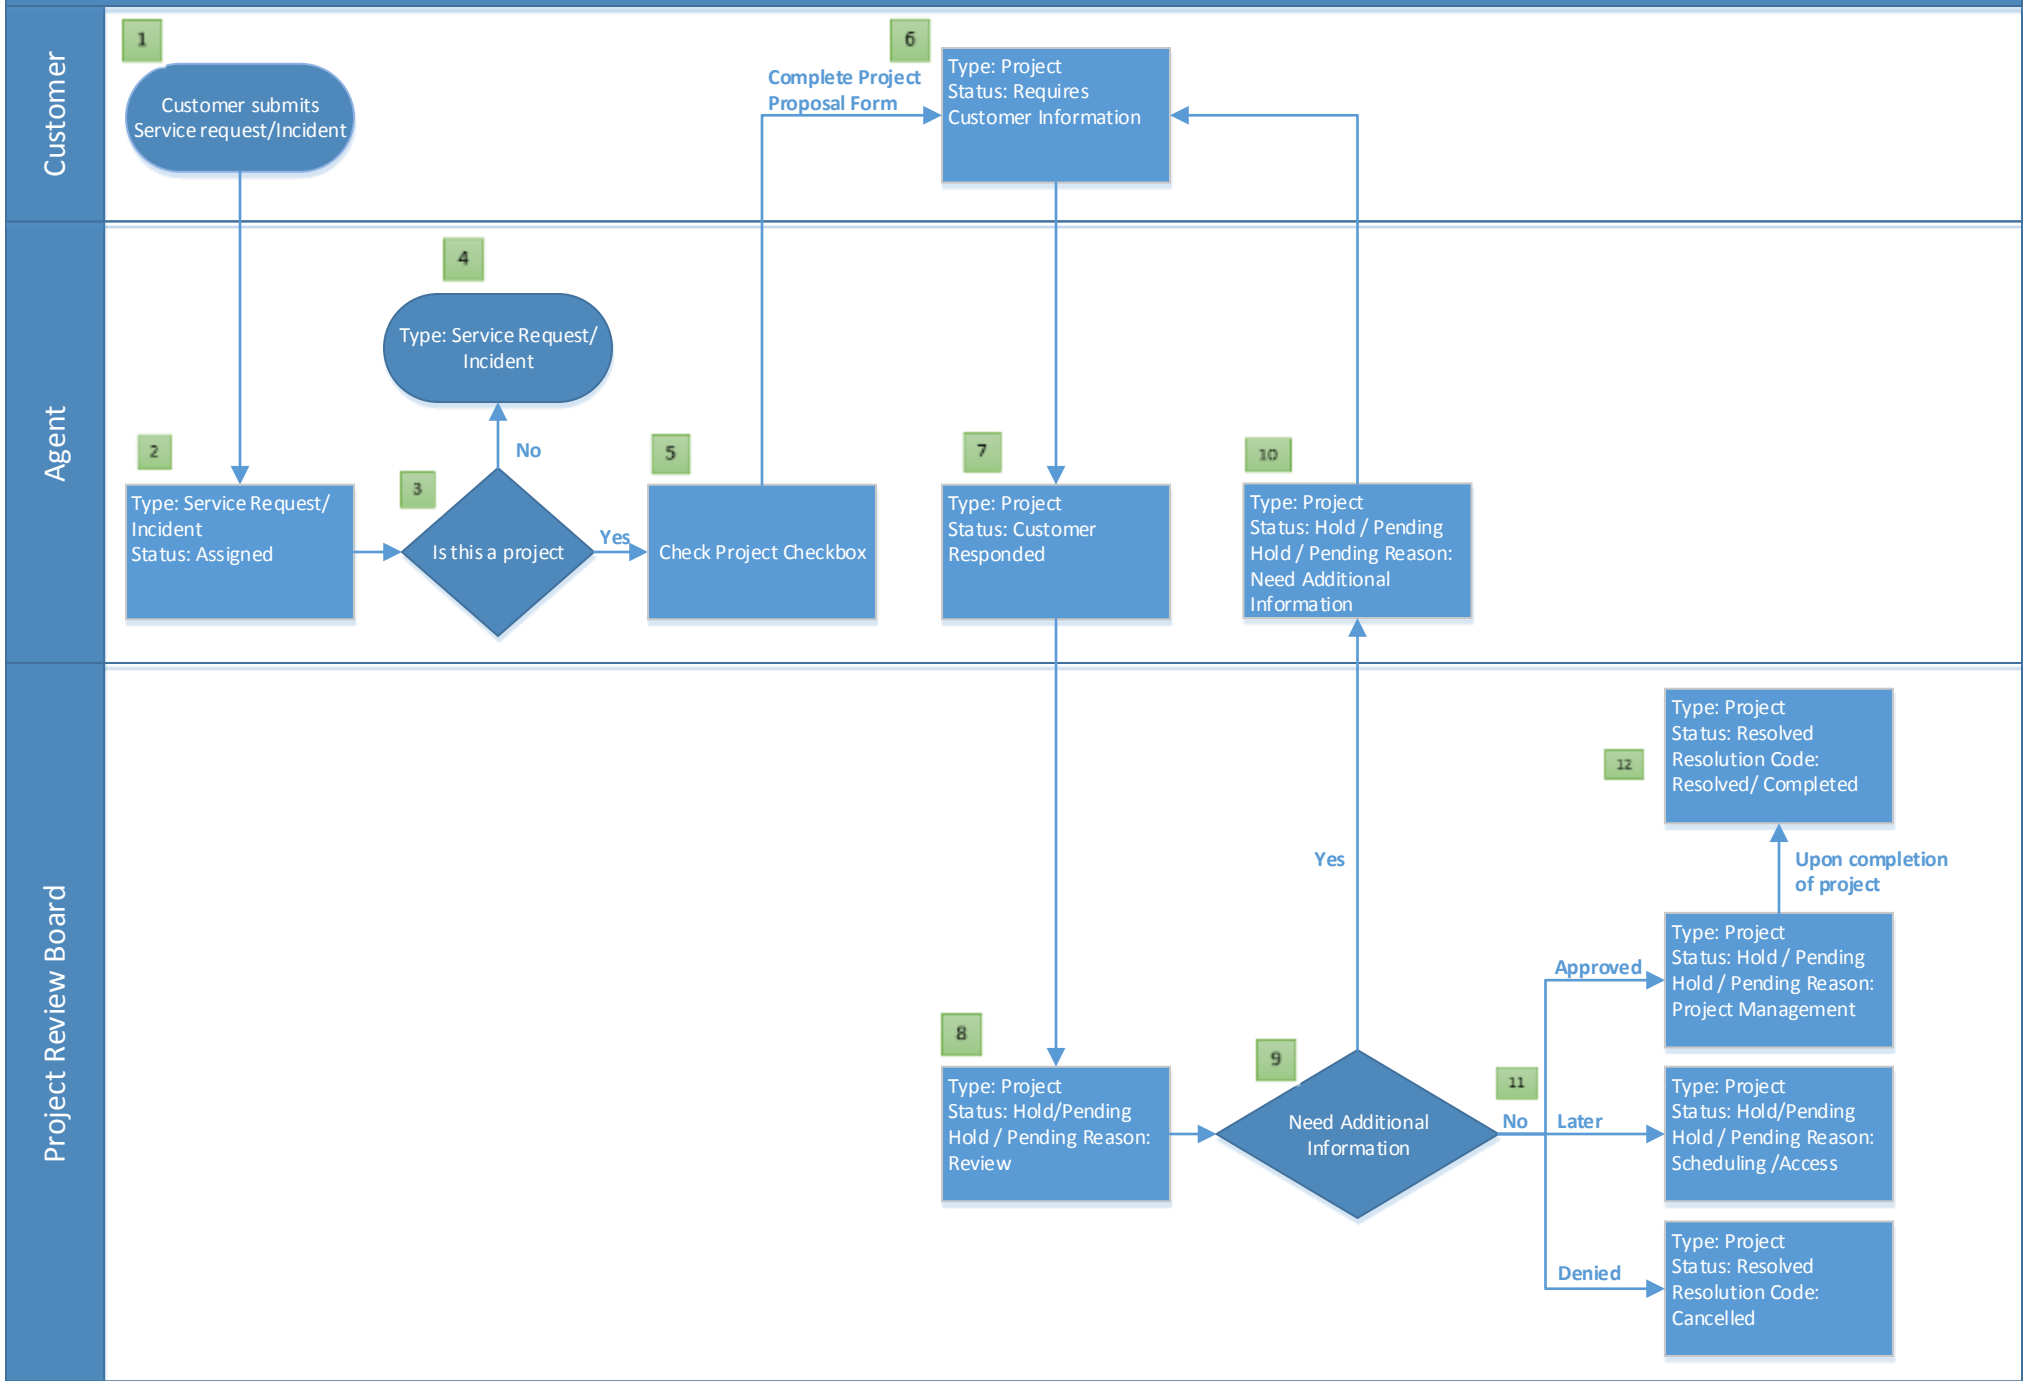 Customer
1
Customer submits
Service request/Incident
Complete Project
Proposal Form
6
Type: Project
Status: Requires
Customer Information
Agent
2
Type: Service Request/
Incident
Status: Assigned
3
Is this a project
No
4
Type: Service Request/
Incident
Yes
5
Check Project Checkbox
7
Type: Project
Status: Customer
Responded
10
Type: Project
Status: Hold / Pending
Hold / Pending Reason:
Need Additional
Information
Project Review Board
8
Type: Project
Status: Hold/Pending
Hold / Pending Reason:
Review
9
Need Additional
Information
Yes
11
No
Approved
Type: Project
Status: Hold / Pending
Hold / Pending Reason:
Project Management
Upon completion
of project
12
Type: Project
Status: Resolved
Resolution Code:
Resolved/ Completed
Later
Type: Project
Status: Hold/Pending
Hold / Pending Reason:
Scheduling /Access
Denied
Type: Project
Status: Resolved
Resolution Code:
Cancelled